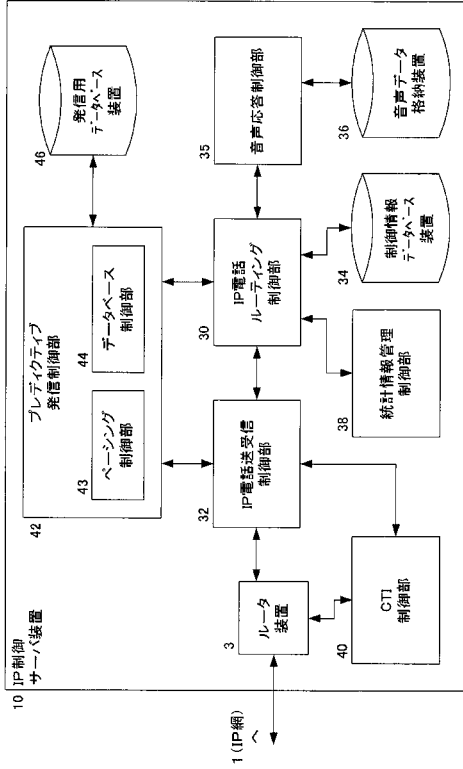 10 IP制御
サーバ装置
42
プレディクティブ
発信制御部
43
ペーシング
制御部
44
データベース
制御部
46
発信用
データベース
装置
1 (IP網)
へ
3
ルータ
装置
32
IP電話送受信
制御部
30
IP電話
ルーティング
制御部
35
音声応答制御部
40
CTI
制御部
38
統計情報管理
制御部
34
制御情報
データベース
装置
36
音声データ
格納装置